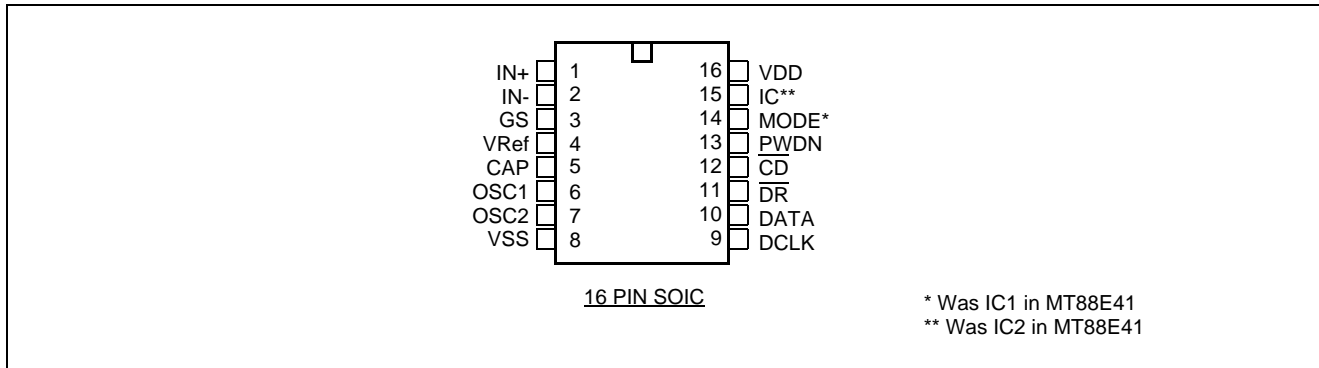 IN+ 1 16 VDD
IN- 2 15 IC**
GS 3 14 MODE*
VRef 4 13 PWDN
CAP 5 12 C̅D̅
OSC1 6 11 D̅R̅
OSC2 7 10 DATA
VSS 8 9 DCLK
16 PIN SOIC
* Was IC1 in MT88E41
** Was IC2 in MT88E41